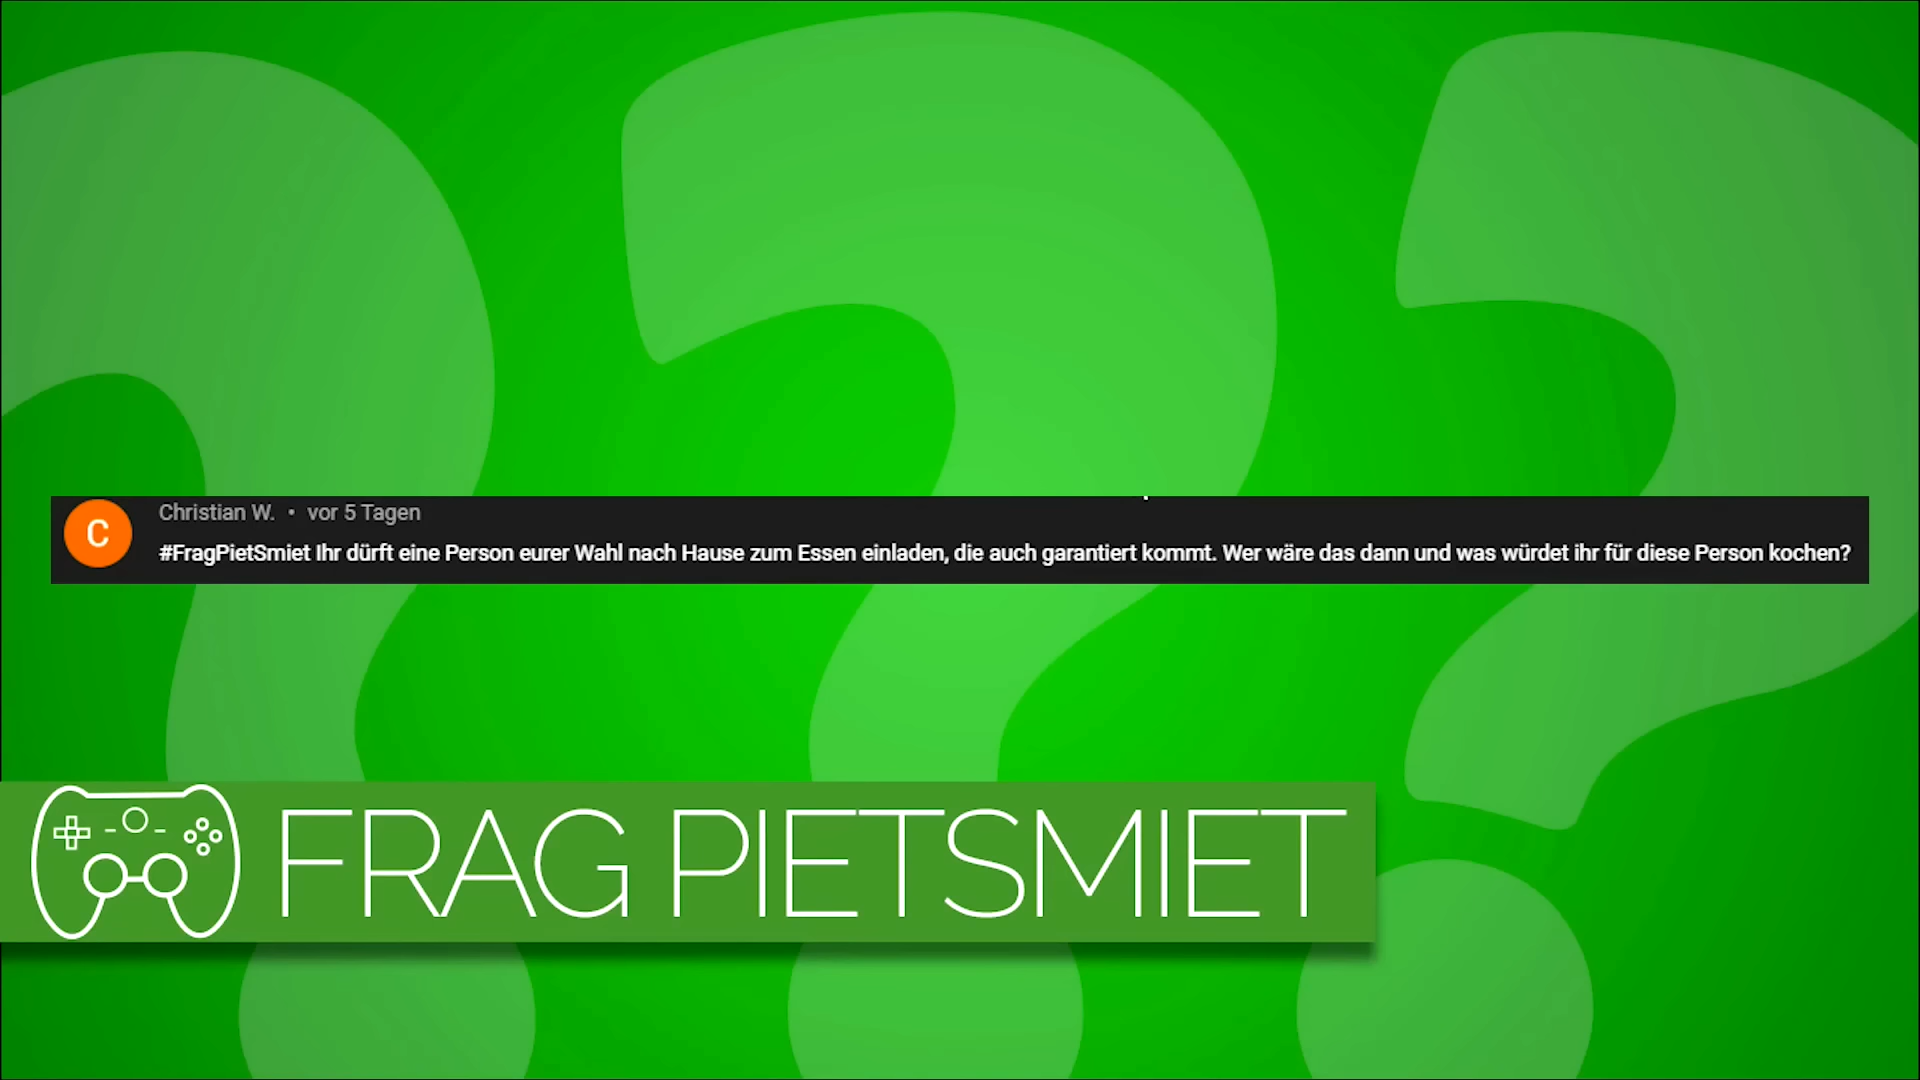 C
Christian W. • vor 5 Tagen
#FragPietSmiet Ihr dürft eine Person eurer Wahl nach Hause zum Essen einladen, die auch garantiert kommt. Wer wäre das dann und was würdet ihr für diese Person kochen?
FRAG PIETSMIET